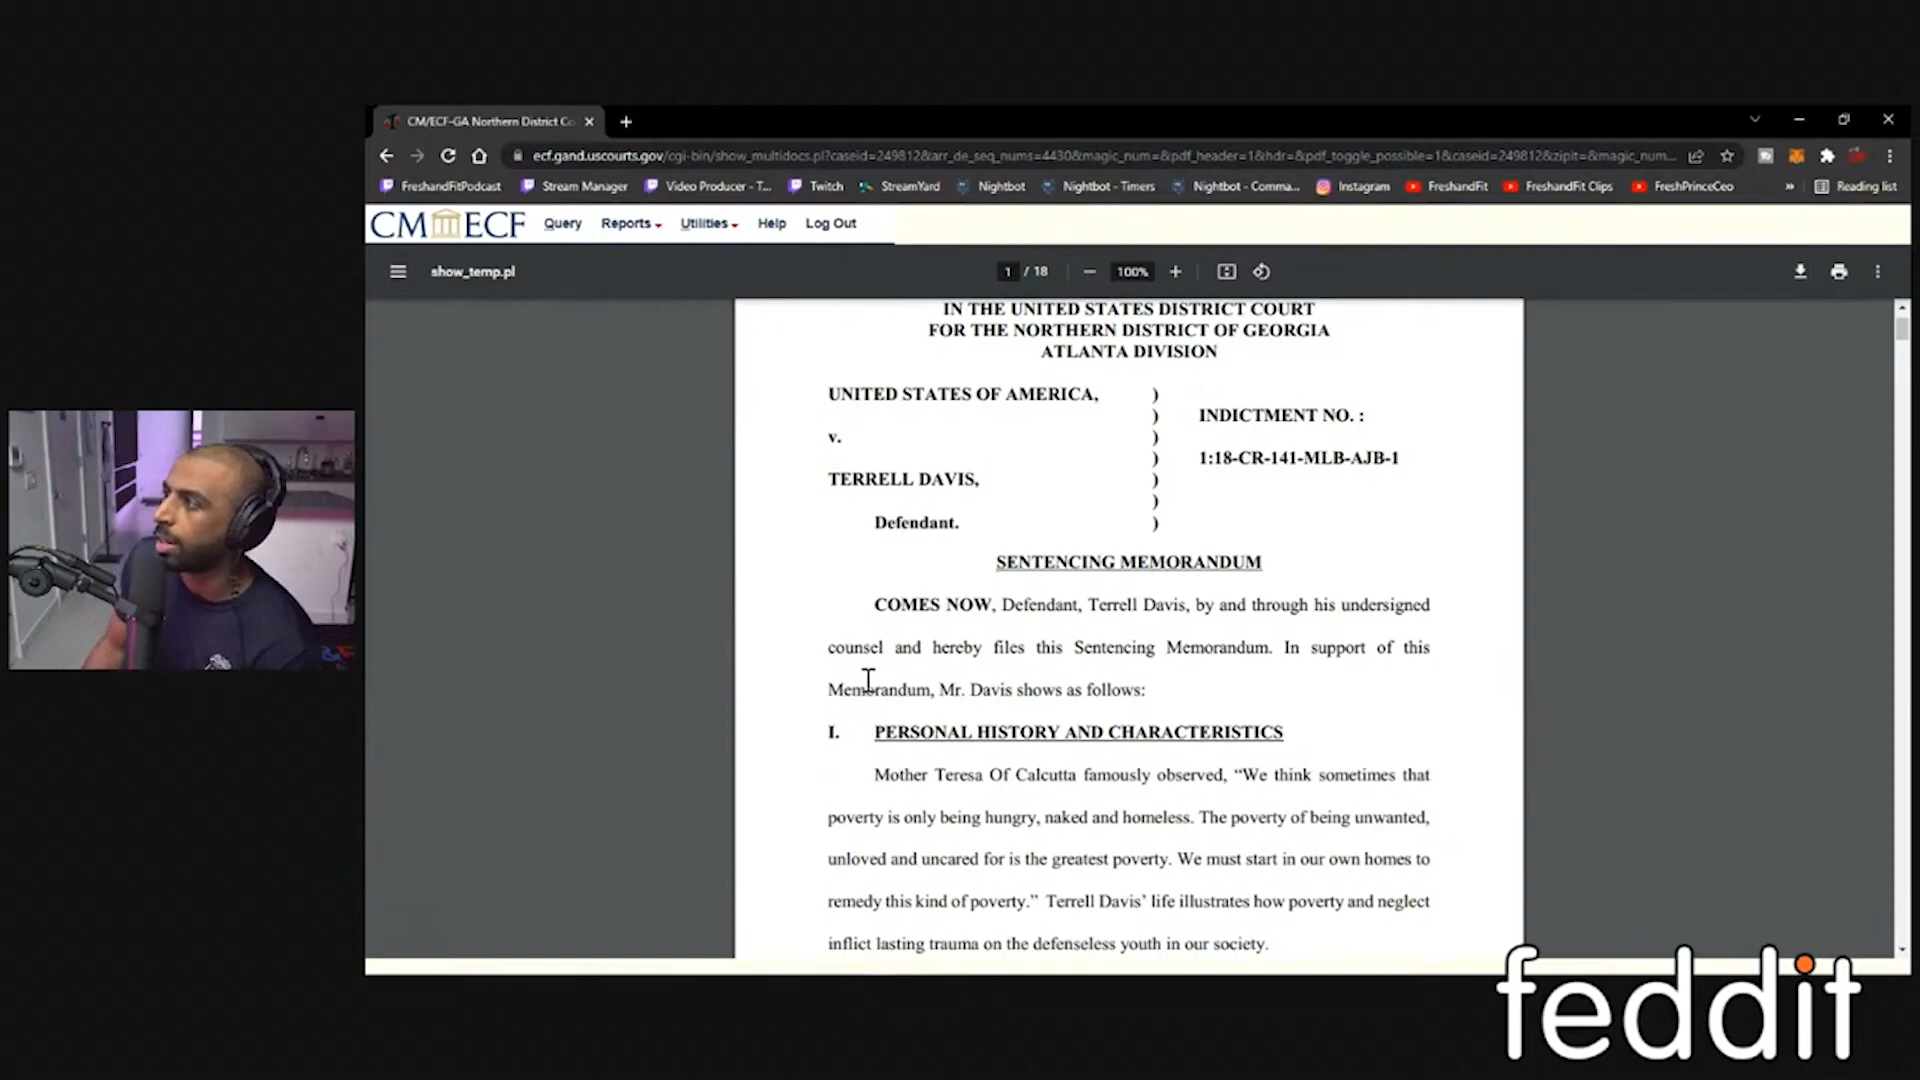 CM/ECF-GA Northern District Co
ecf.gand.uscourts.gov/cgi-bin/show_multidocs.pl?caseid=249812&arr_de_seq_nums=4430&magic_num=&pdf_header=1&hdr=&pdf_toggle_possible=1&caseid=249812&zipit=&magic_num...
FreshandFitPodcast Stream Manager Video Producer - T... Twitch StreamYard Nightbot Nightbot - Timers Nightbot - Comma... Instagram FreshandFit FreshandFit Clips FreshPrinceCeo » Reading list
CM ECF Query Reports Utilities Help Log Out
show_temp.pl 1 / 18 100%
IN THE UNITED STATES DISTRICT COURT
FOR THE NORTHERN DISTRICT OF GEORGIA
ATLANTA DIVISION
UNITED STATES OF AMERICA, )
) INDICTMENT NO. :
v. )
) 1:18-CR-141-MLB-AJB-1
TERRELL DAVIS, )
)
Defendant. )
SENTENCING MEMORANDUM
COMES NOW, Defendant, Terrell Davis, by and through his undersigned
counsel and hereby files this Sentencing Memorandum. In support of this
Memorandum, Mr. Davis shows as follows:
I. PERSONAL HISTORY AND CHARACTERISTICS
Mother Teresa Of Calcutta famously observed, “We think sometimes that
poverty is only being hungry, naked and homeless. The poverty of being unwanted,
unloved and uncared for is the greatest poverty. We must start in our own homes to
remedy this kind of poverty.” Terrell Davis’ life illustrates how poverty and neglect
inflict lasting trauma on the defenseless youth in our society.
feddit